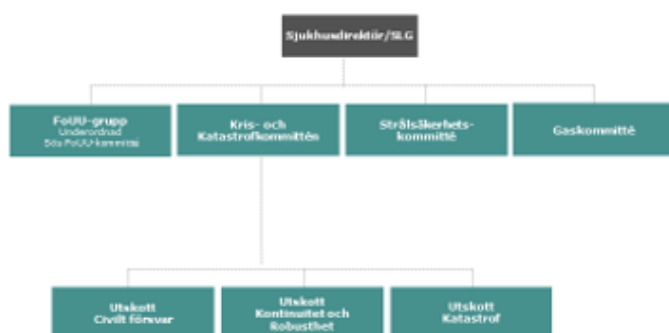 Sjukhusdirektör/SLG
FoUU-grupp
Underordnad
Sös FoUU-kommitté
Kris- och
Katastrofkommittén
Strålsäkerhets-
kommitté
Gaskommitté
Utskott
Civilt försvar
Utskott
Kontinuitet och
Robusthet
Utskott
Katastrof